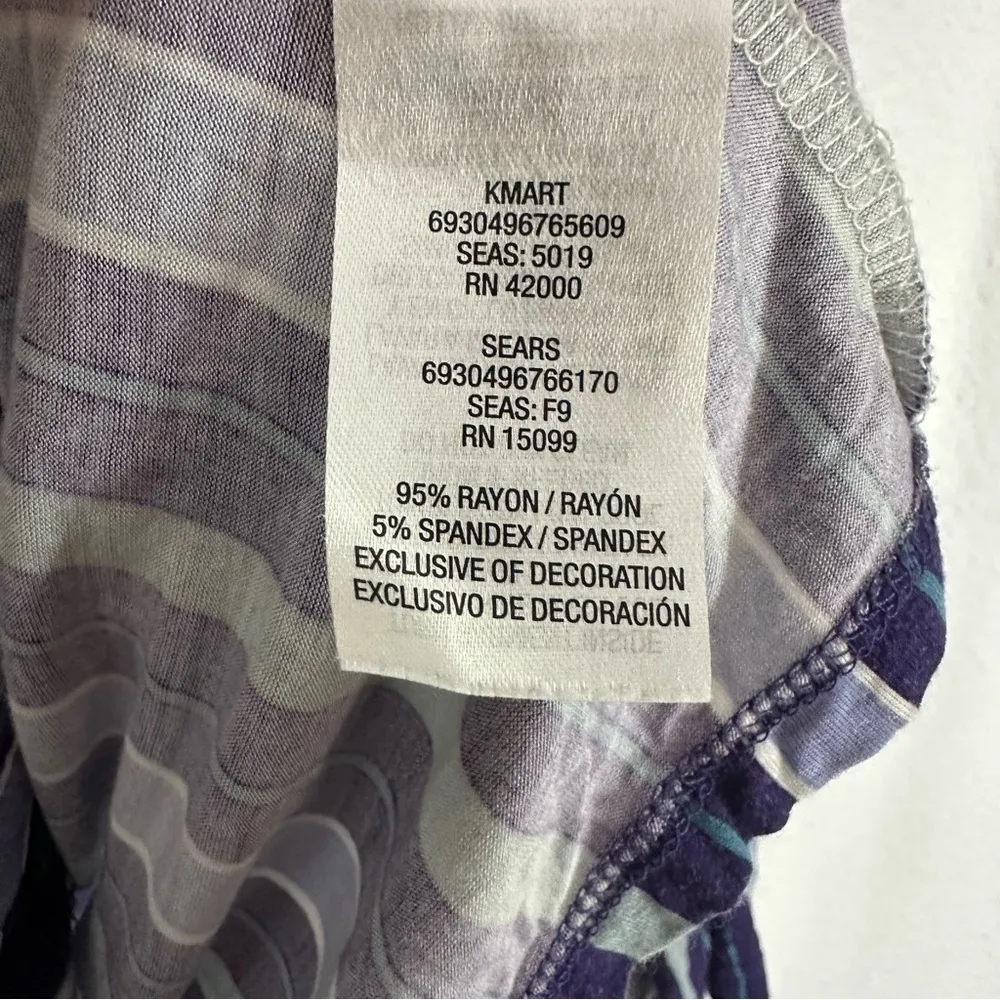 KMART
6930496765609
SEAS: 5019
RN 42000
SEARS
6930496766170
SEAS: F9
RN 15099
95% RAYON / RAYÓN
5% SPANDEX / SPANDEX
EXCLUSIVE OF DECORATION
EXCLUSIVO DE DECORACIÓN